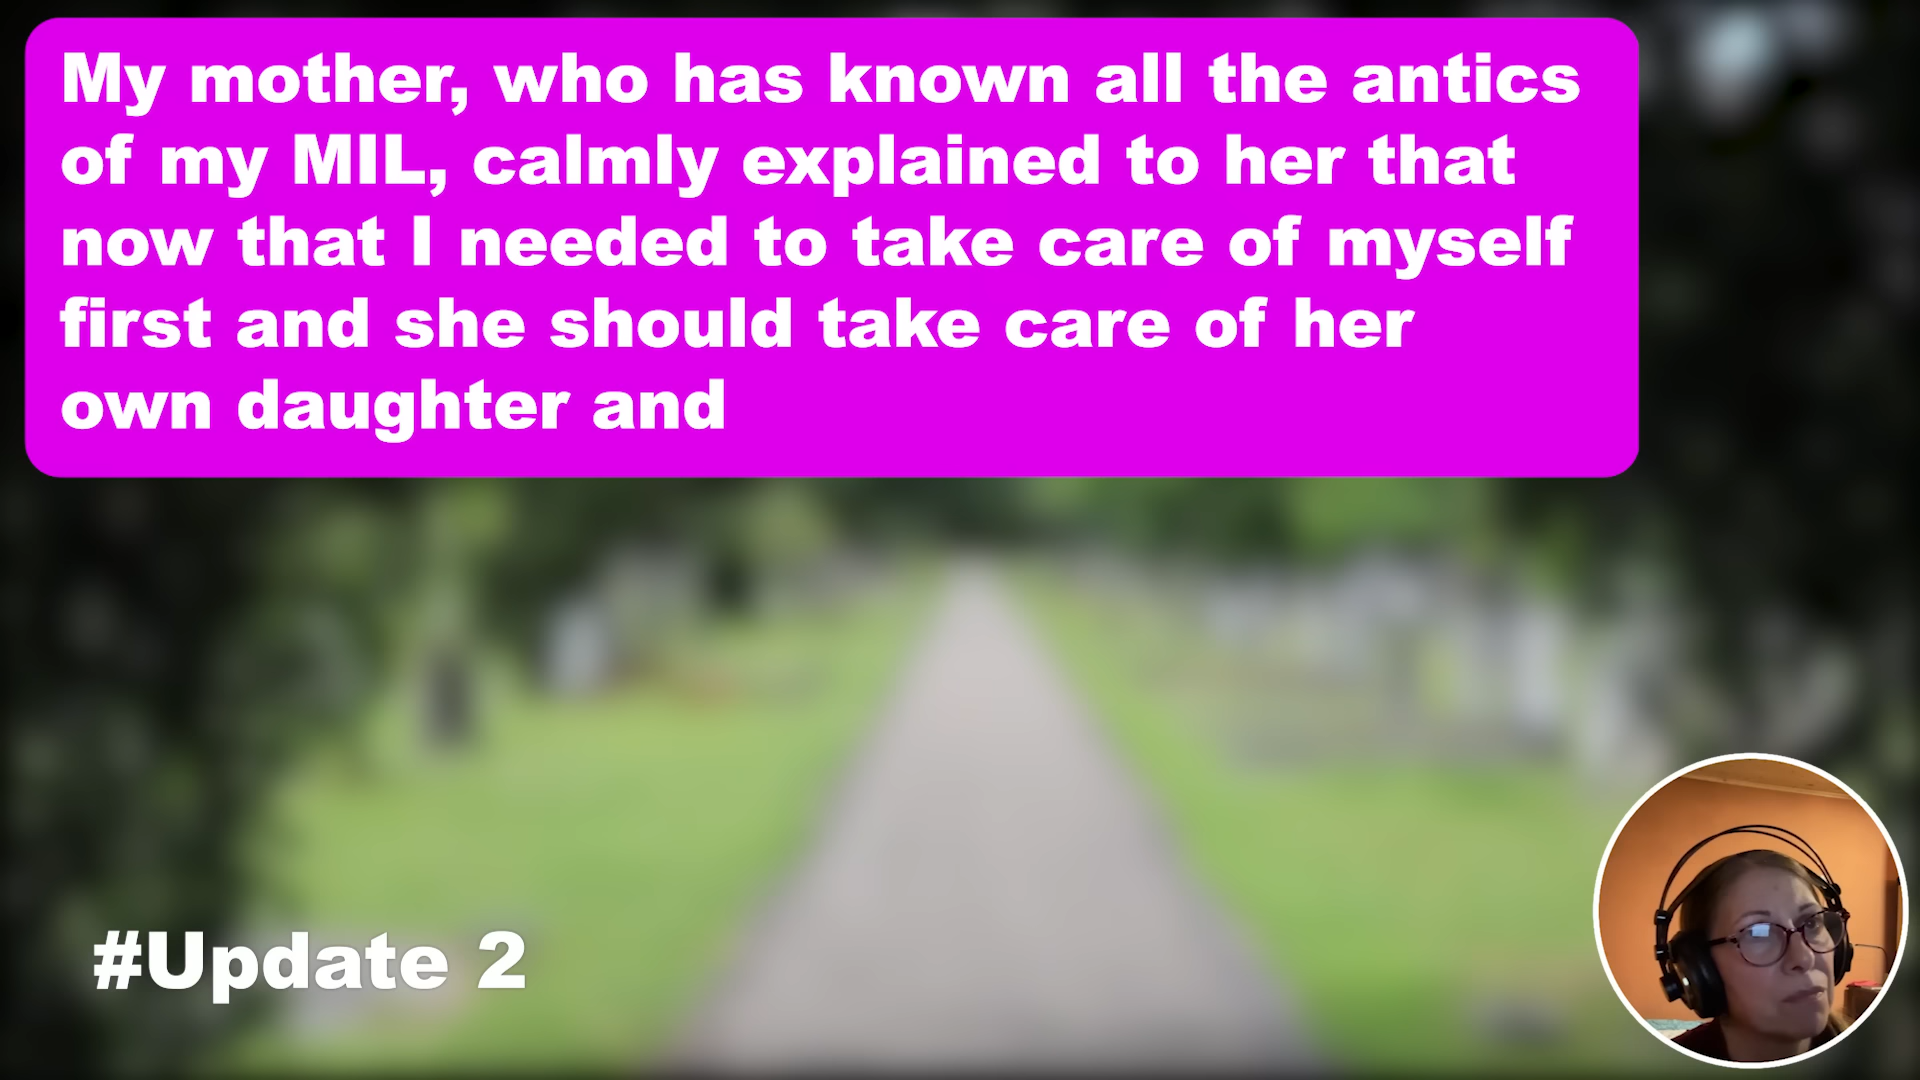 My mother, who has known all the antics
of my MIL, calmly explained to her that
now that I needed to take care of myself
first and she should take care of her
own daughter and
#Update 2